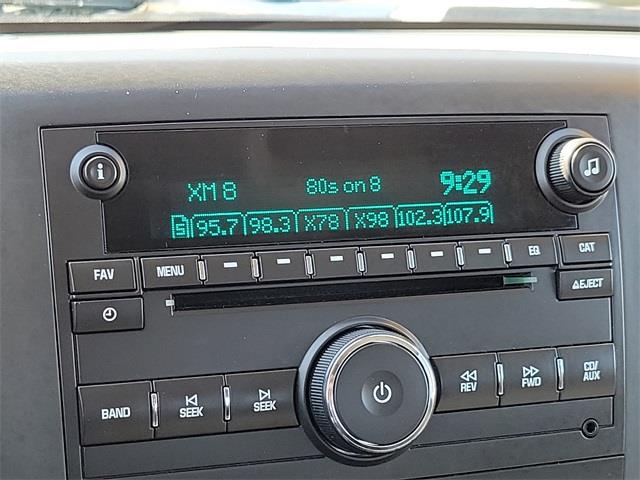 XM 8 80s on 8 9:29
5 95.7 98.3 X78 X98 102.3 107.9
i
FAV MENU EQ CAT
EJECT
BAND SEEK SEEK REV FWD CD/
AUX